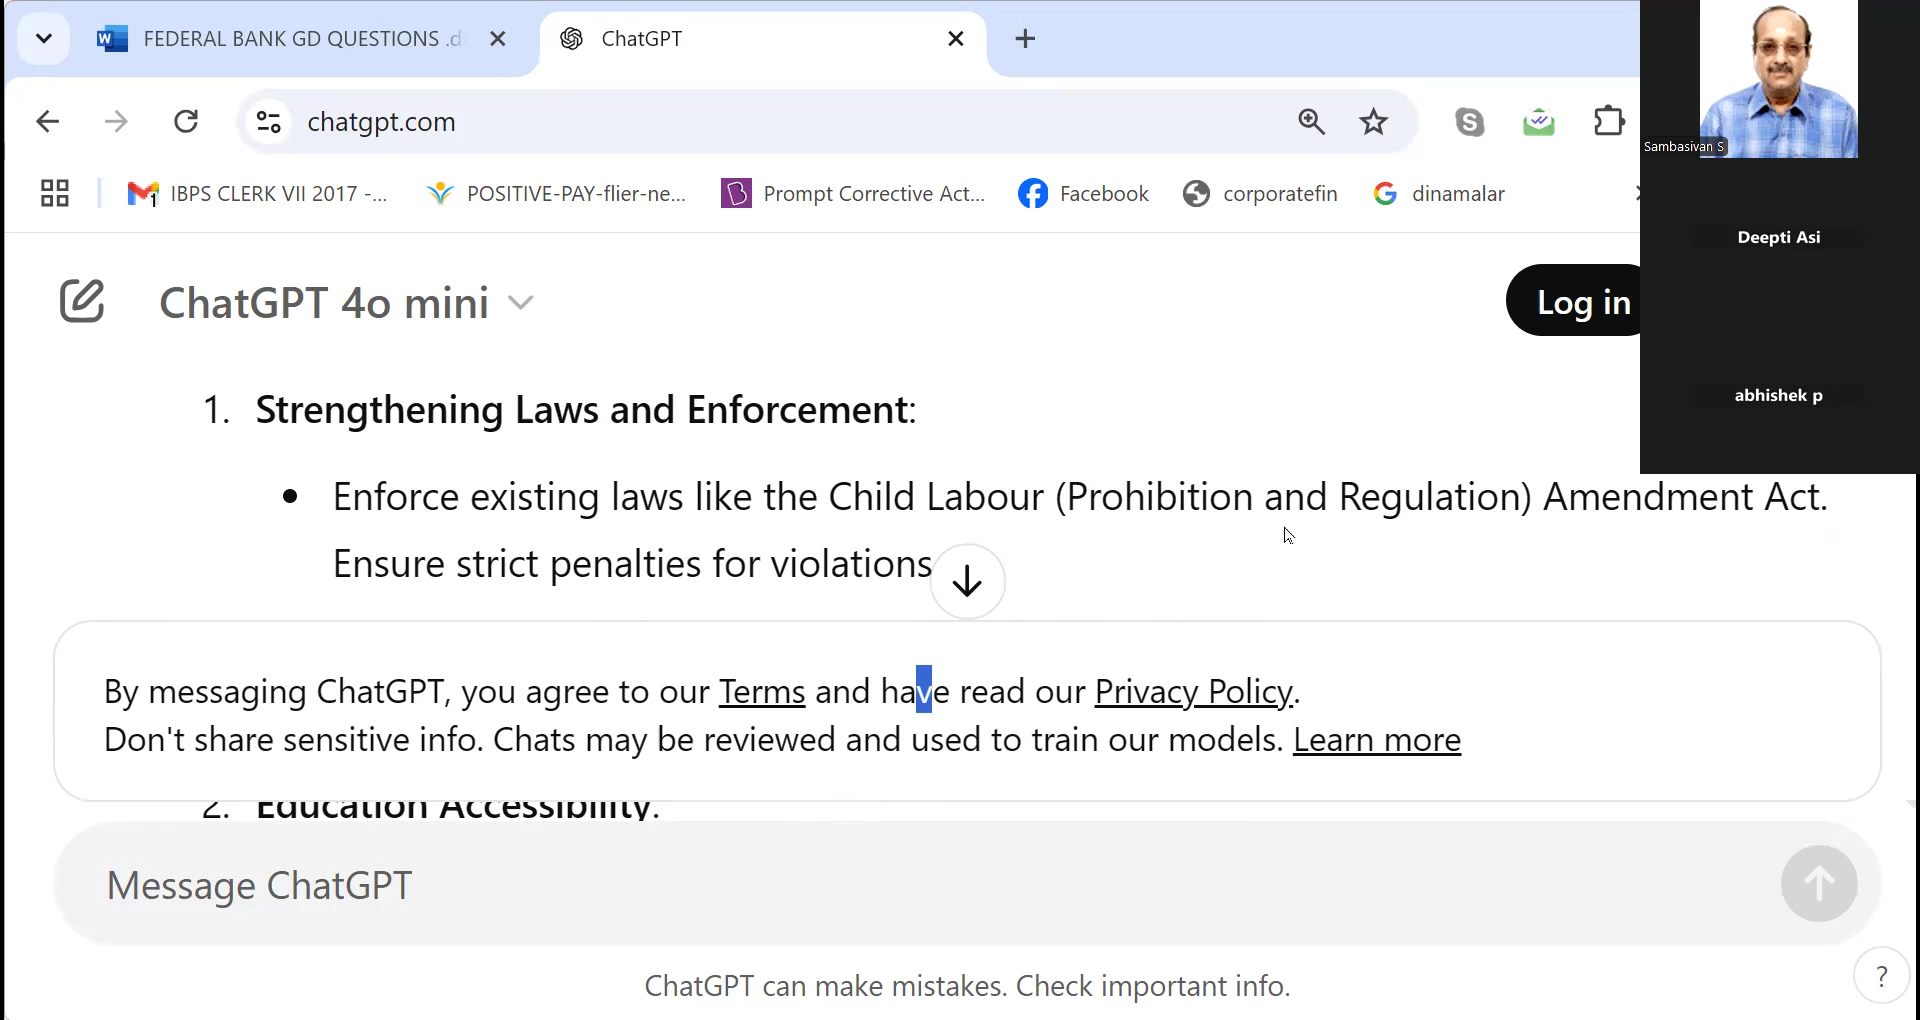 FEDERAL BANK GD QUESTIONS .d
ChatGPT
chatgpt.com
IBPS CLERK VII 2017 -...
POSITIVE-PAY-flier-ne...
Prompt Corrective Act...
Facebook
corporatefin
dinamalar
Sambasivan S
Deepti Asi
abhishek p
ChatGPT 4o mini
Log in
1. Strengthening Laws and Enforcement:
Enforce existing laws like the Child Labour (Prohibition and Regulation) Amendment Act.
Ensure strict penalties for violations
By messaging ChatGPT, you agree to our Terms and have read our Privacy Policy.
Don't share sensitive info. Chats may be reviewed and used to train our models. Learn more
2. Education Accessibility:
Message ChatGPT
ChatGPT can make mistakes. Check important info.
?